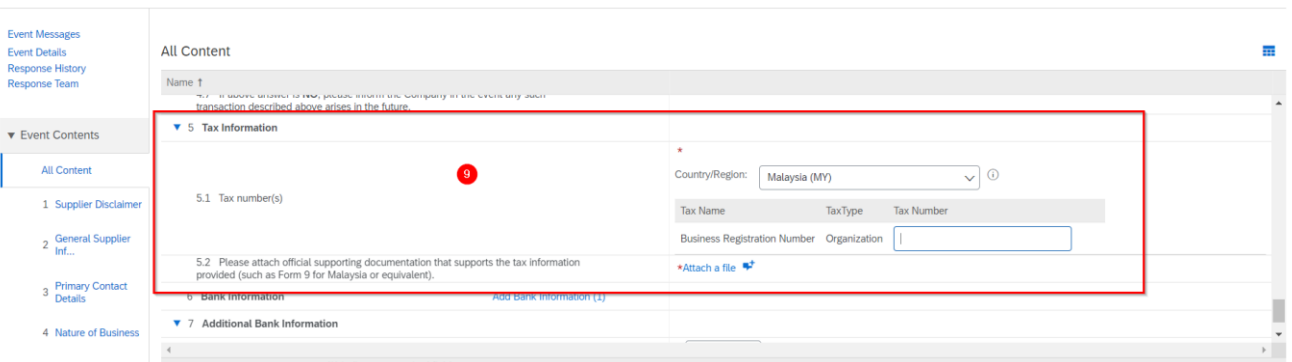 Event Messages
Event Details
Response History
Response Team
▼ Event Contents
All Content
1 Supplier Disclaimer
2 General Supplier
Inf...
3 Primary Contact
Details
4 Nature of Business
All Content
Name ↑
4.7 If above answer is NO, please inform the Company in the event any such
transaction described above arises in the future.
▼ 5 Tax Information
9
5.1 Tax number(s)
*
Country/Region: Malaysia (MY)
Tax Name TaxType Tax Number
Business Registration Number Organization
5.2 Please attach official supporting documentation that supports the tax information
provided (such as Form 9 for Malaysia or equivalent).
*Attach a file
6 Bank Information Add Bank Information (1)
▼ 7 Additional Bank Information